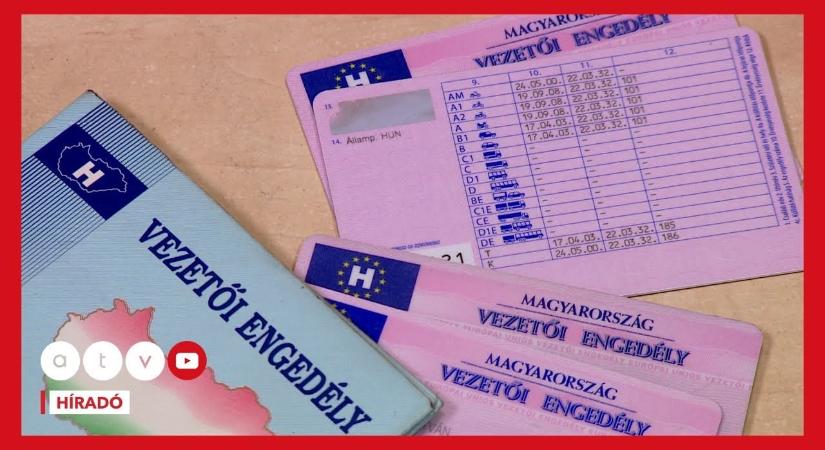 MAGYARORSZ
VEZETŐI ENGEDÉLY
H
9. 10. 11. 12.
13.
14. Államp. HUN
AM 24.05.00. 22.03.32. –
A1 19.09.08. 22.03.32. 101
A2 19.09.08. 22.03.32. 101
A 17.04.03. 22.03.32. 101
B1 17.04.03. 22.03.32. 101
B
C1
C
D1
D
BE
C1E
CE
D1E
DE
T 17.04.03. 22.03.32. 185
K 24.05.00. 22.03.32. 186
H
VEZETŐI ENGEDÉLY
H
MAGYARORSZÁG
VEZETŐI ENGEDÉLY
MAGYARORSZÁG
VEZETŐI ENGEDÉLY
atv
HÍRADÓ